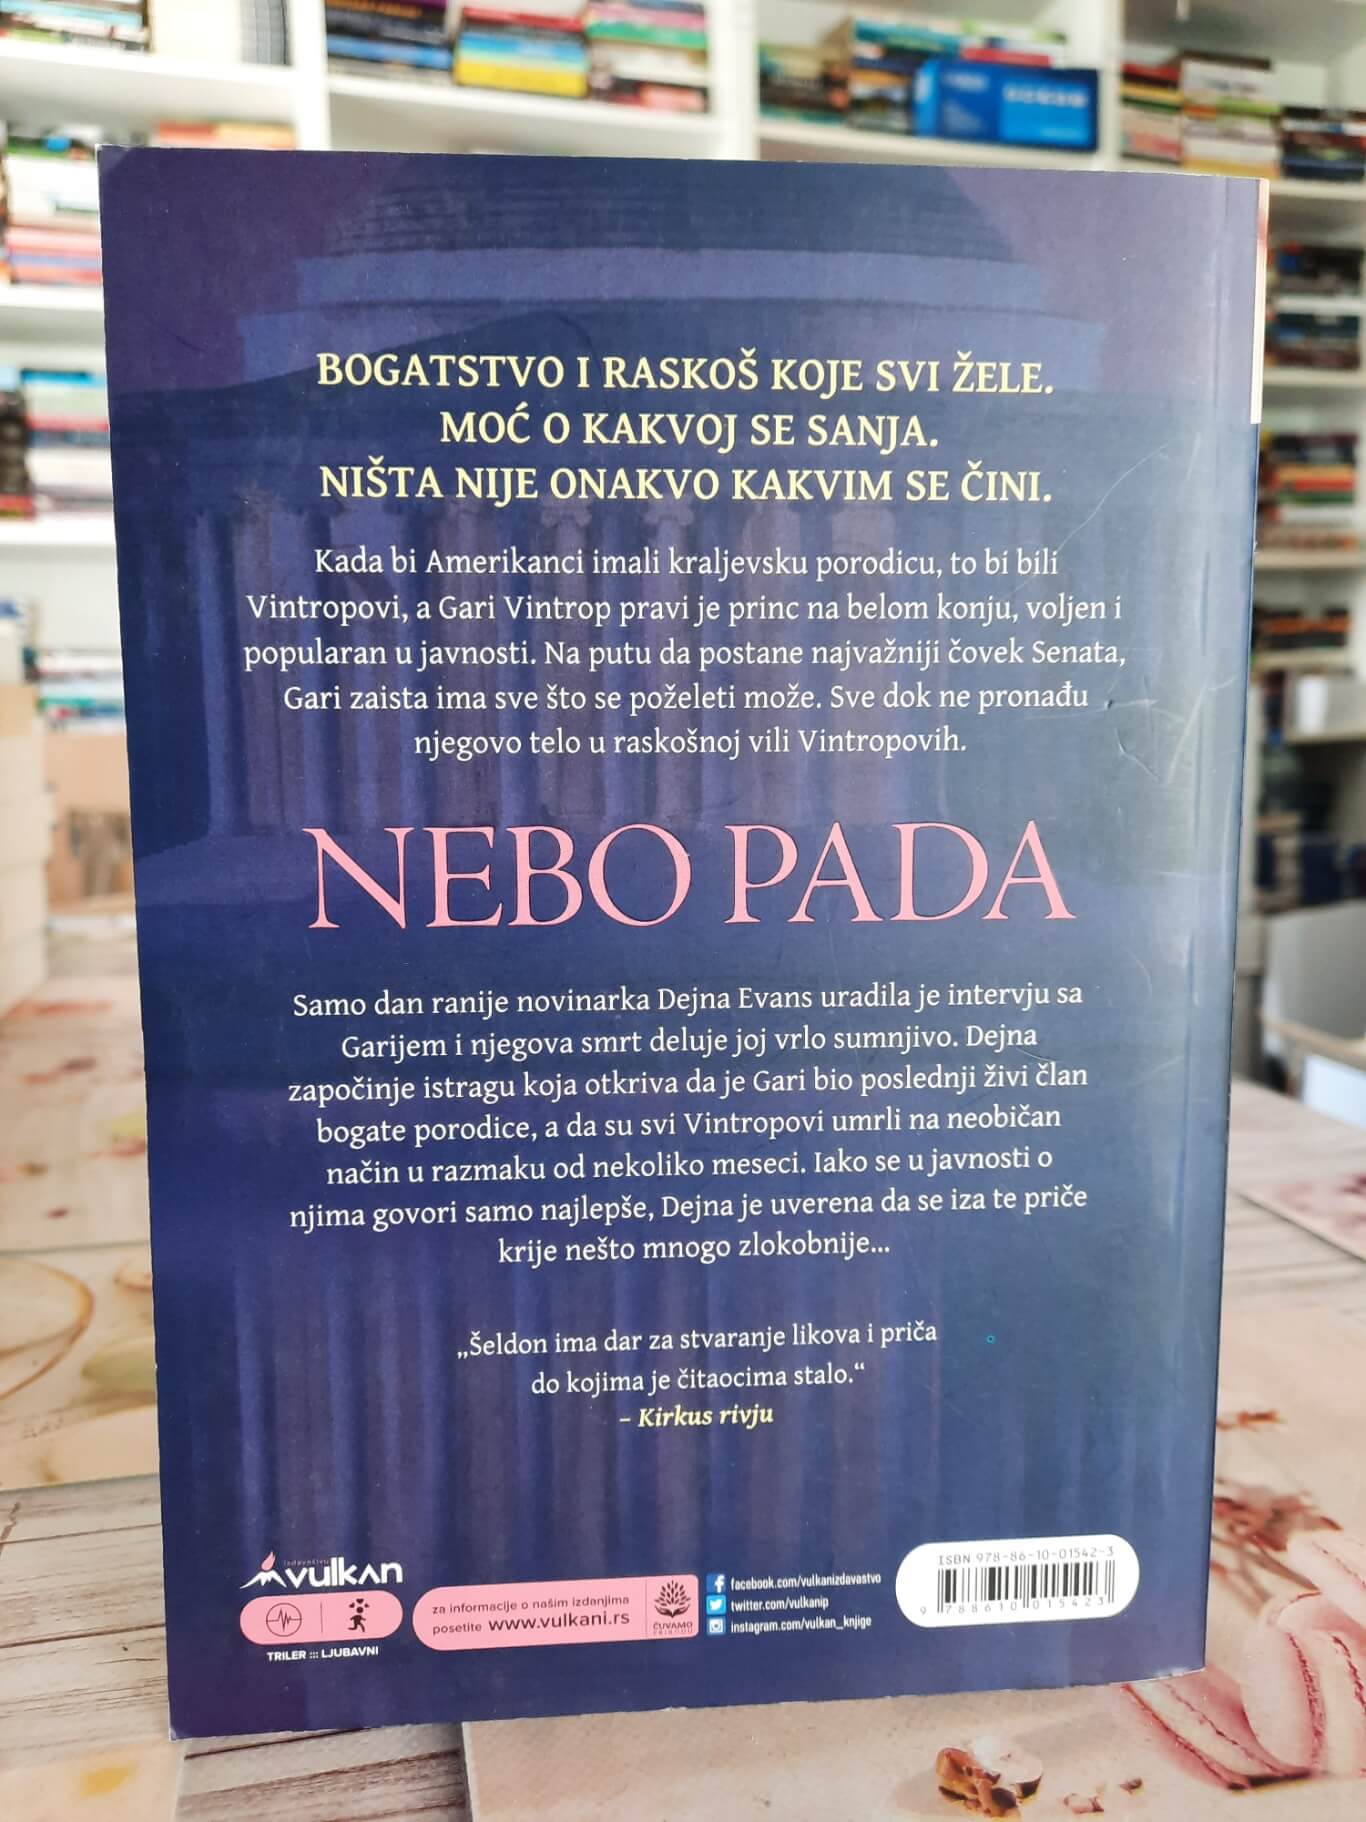 BOGATSTVO I RASKOŠ KOJE SVI ŽELE.
MOĆ O KAKVOJ SE SANJA.
NIŠTA NIJE ONAKVO KAKVIM SE ČINI.
Kada bi Amerikanci imali kraljevsku porodicu, to bi bili
Vintropovi, a Gari Vintrop pravi je princ na belom konju, voljen i
popularan u javnosti. Na putu da postane najvažniji čovek Senata,
Gari zaista ima sve što se poželeti može. Sve dok ne pronađu
njegovo telo u raskošnoj vili Vintropovih.
NEBO PADA
Samo dan ranije novinarka Dejna Evans uradila je intervju sa
Garijem i njegova smrt deluje joj vrlo sumnjivo. Dejna
započinje istragu koja otkriva da je Gari bio poslednji živi član
bogate porodice, a da su svi Vintropovi umrli na neobičan
način u razmaku od nekoliko meseci. Iako se u javnosti o
njima govori samo najlepše, Dejna je uverena da se iza te priče
krije nešto mnogo zlokobnije...
„Šeldon ima dar za stvaranje likova i priča
do kojima je čitaocima stalo.“
– Kirkus rivju
izdavaštvo
vulkan
TRILER ::: LJUBAVNI
za informacije o našim izdanjima
posetite www.vulkani.rs
ČUVAMO
PRIRODU
facebook.com/vulkanizdavastvo
twitter.com/vulkanip
instagram.com/vulkan_knjige
ISBN 978-86-10-01542-3
9 788610 015423